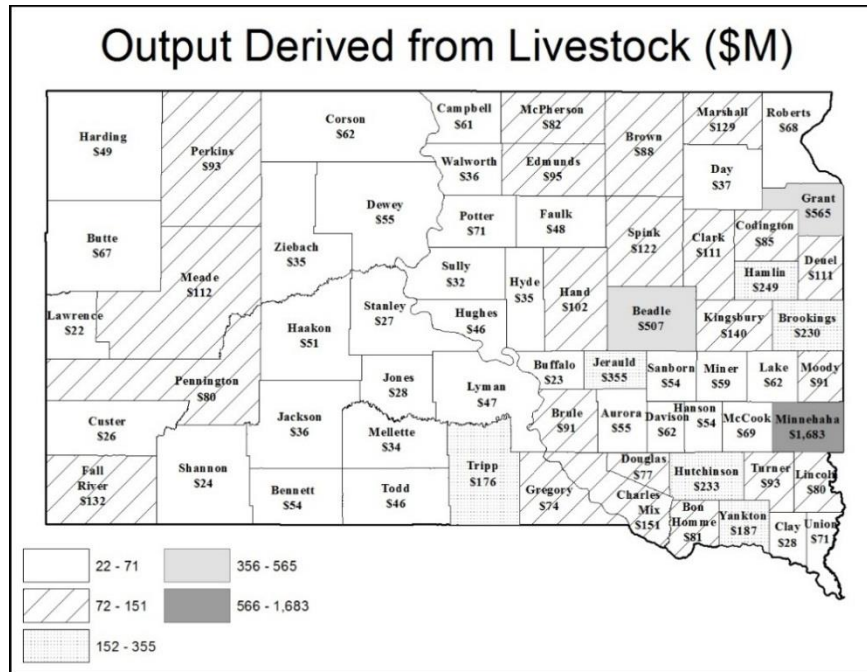 Output Derived from Livestock ($M)
Harding
$49
Perkins
$93
Corson
$62
Campbell
$61
McPherson
$82
Brown
$88
Marshall
$129
Roberts
$68
Walworth
$36
Edmunds
$95
Day
$37
Butte
$67
Meade
$112
Ziebach
$35
Dewey
$55
Potter
$71
Faulk
$48
Spink
$122
Clark
$111
Codington
$85
Grant
$565
Hamlin
$249
Deuel
$111
Lawrence
$22
Haakon
$51
Stanley
$27
Sully
$32
Hughes
$46
Hyde
$35
Hand
$102
Beadle
$507
Kingsbury
$140
Brookings
$230
Pennington
$80
Jones
$28
Lyman
$47
Buffalo
$23
Jerauld
$355
Sanborn
$54
Miner
$59
Lake
$62
Moody
$91
Custer
$26
Jackson
$36
Mellette
$34
Brule
$91
Aurora
$55
Davison
$62
Hanson
$54
McCook
$69
Minnehaha
$1,683
Fall
River
$132
Shannon
$24
Bennett
$54
Todd
$46
Tripp
$176
Gregory
$74
Douglas
$77
Charles
Mix
$151
Hutchinson
$233
Turner
$93
Lincoln
$80
Bon
Homme
$81
Yankton
$187
Clay
$28
Union
$71
22 - 71
72 - 151
152 - 355
356 - 565
566 - 1,683